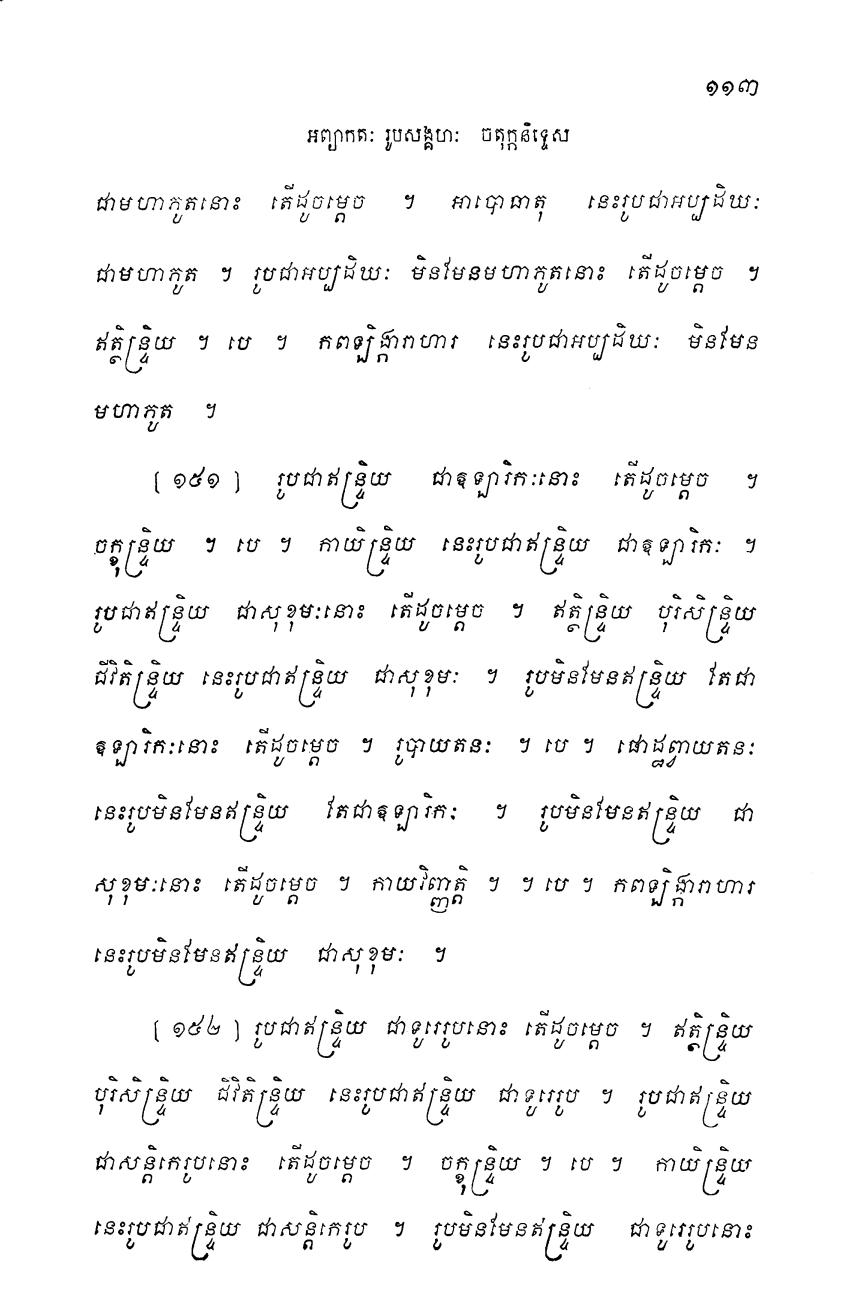 ១១៣
អព្យាកតៈ រូបសង្គហៈ ចតុក្កនិទ្ទេស
ជាមហាភូតនោះ តើដូចម្តេច ។ អាបោធាតុ នេះរូបជាអប្បដិឃៈ
ជាមហាភូត ។ រូបជាអប្បដិឃៈ មិនមែនមហាភូតនោះ តើដូចម្តេច ។
ឥត្ថិន្រ្ទិយ ។ បេ ។ កពឡ្បិង្ការាហារ នេះរូបជាអប្បដិឃៈ មិនមែន
មហាភូត ។
[ ១៥១ ] រូបជាឥន្រ្ទិយ ជាឱឡារិកៈនោះ តើដូចម្តេច ។
ចក្ខុន្រ្ទិយ ។ បេ ។ កាយិន្រ្ទិយ នេះរូបជាឥន្រ្ទិយ ជាឱឡារិកៈ ។
រូបជាឥន្រ្ទិយ ជាសុខុមៈនោះ តើដូចម្តេច ។ ឥត្ថិន្រ្ទិយ បុរិសិន្រ្ទិយ
ជីវិតិន្រ្ទិយ នេះរូបជាឥន្រ្ទិយ ជាសុខុមៈ ។ រូបមិនមែនឥន្រ្ទិយ តែជា
ឱឡារិកៈនោះ តើដូចម្តេច ។ រូបាយតនៈ ។ បេ ។ ផោដ្ឋព្វាយតនៈ
នេះរូបមិនមែនឥន្រ្ទិយ តែជាឱឡារិកៈ ។ រូបមិនមែនឥន្រ្ទិយ ជា
សុខុមៈនោះ តើដូចម្តេច ។ កាយវិញ្ញត្តិ ។ ។ បេ ។ កពឡ្បិង្ការាហារ
នេះរូបមិនមែនឥន្រ្ទិយ ជាសុខុមៈ ។
[ ១៥២ ] រូបជាឥន្រ្ទិយ ជាទូរេរូបនោះ តើដូចម្តេច ។ ឥត្ថិន្រ្ទិយ
បុរិសិន្រ្ទិយ ជីវិតិន្រ្ទិយ នេះរូបជាឥន្រ្ទិយ ជាទូរេរូប ។ រូបជាឥន្រ្ទិយ
ជាសន្តិកេរូបនោះ តើដូចម្តេច ។ ចក្ខុន្រ្ទិយ ។ បេ ។ កាយិន្រ្ទិយ
នេះរូបជាឥន្រ្ទិយ ជាសន្តិកេរូប ។ រូបមិនមែនឥន្រ្ទិយ ជាទូរេរូបនោះ